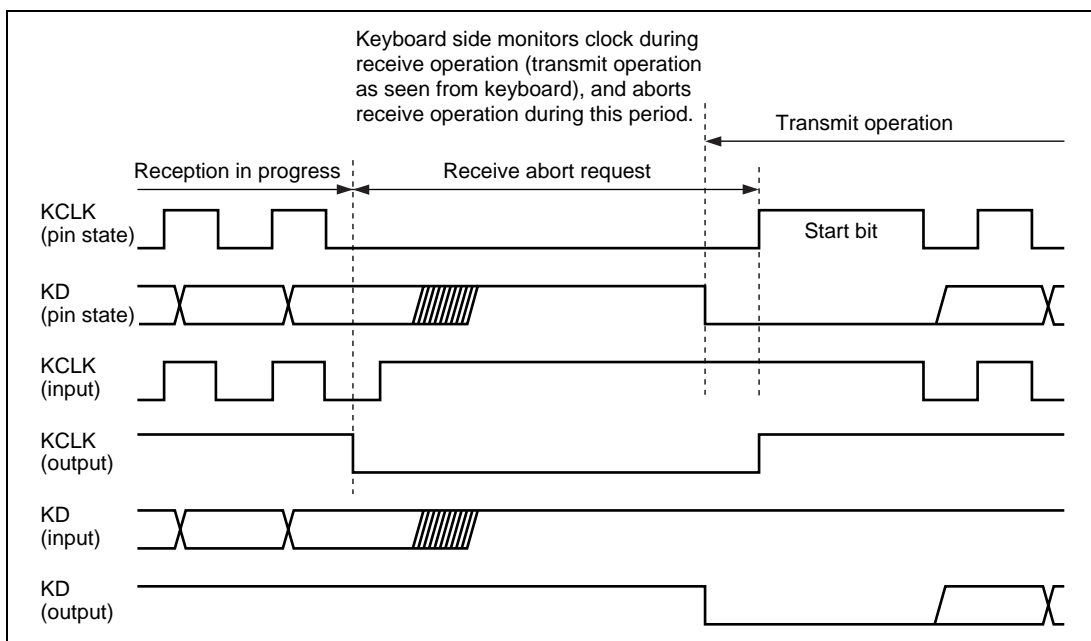 Keyboard side monitors clock during
receive operation (transmit operation
as seen from keyboard), and aborts
receive operation during this period.
Transmit operation
Reception in progress
Receive abort request
KCLK
(pin state)
Start bit
KD
(pin state)
KCLK
(input)
KCLK
(output)
KD
(input)
KD
(output)